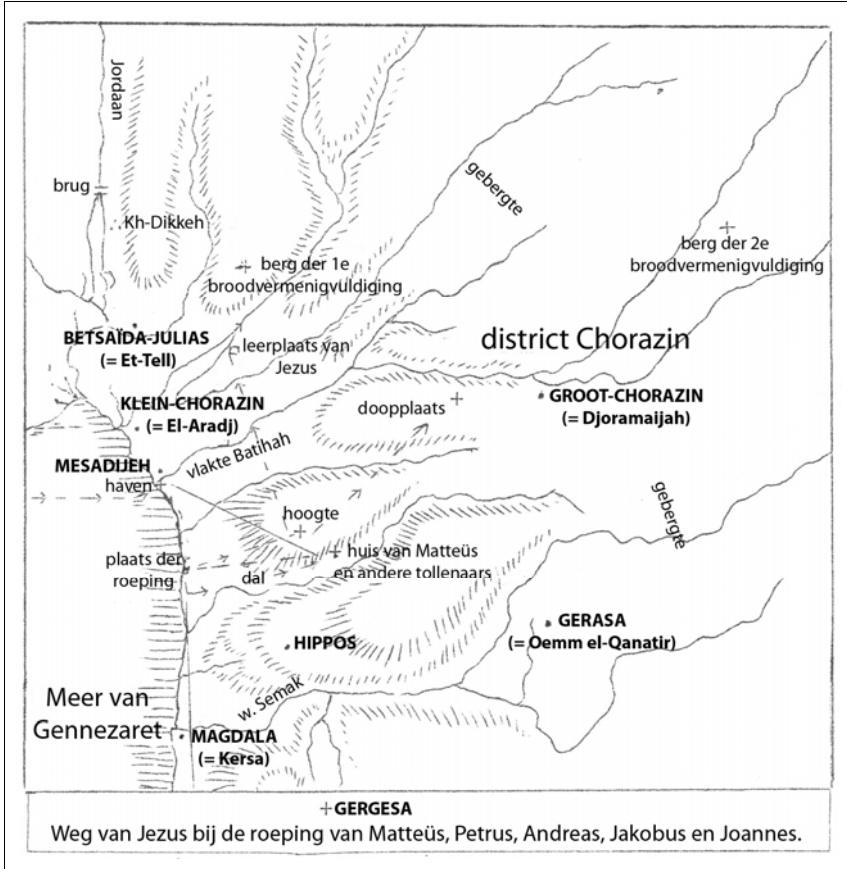 Jordaan
brug
Kh-Dikkeh
gebergte
berg der 1e
broodvermenigvuldiging
berg der 2e
broodvermenigvuldiging
BETSAÏDA-JULIAS
(= Et-Tell)
leerplaats van
Jezus
district Chorazin
KLEIN-CHORAZIN
(= El-Aradj)
doopplaats
GROOT-CHORAZIN
(= Djoramaijah)
MESADIJEH
haven
vlakte Batihah
gebergte
hoogte
plaats der
roeping
dal
huis van Matteüs
en andere tollenaars
HIPPOS
GERASA
(= Oemm el-Qanatir)
Meer van
Gennezaret
w. Semak
MAGDALA
(= Kersa)
GERGESA
Weg van Jezus bij de roeping van Matteüs, Petrus, Andreas, Jakobus en Joannes.